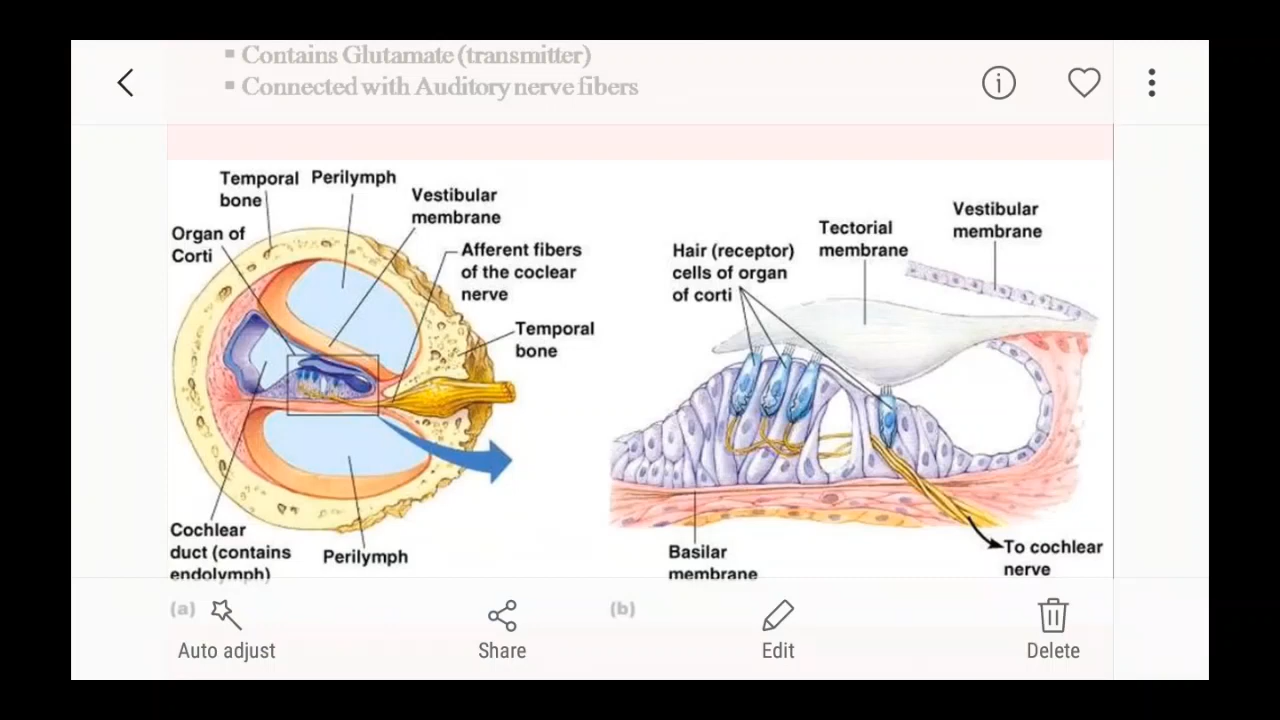 ▪ Contains Glutamate (transmitter)
▪ Connected with Auditory nerve fibers
Temporal
bone
Perilymph
Vestibular
membrane
Organ of
Corti
Afferent fibers
of the coclear
nerve
Temporal
bone
Cochlear
duct (contains
endolymph)
Perilymph
(a)
Hair (receptor)
cells of organ
of corti
Tectorial
membrane
Vestibular
membrane
Basilar
membrane
To cochlear
nerve
(b)
Auto adjust
Share
Edit
Delete